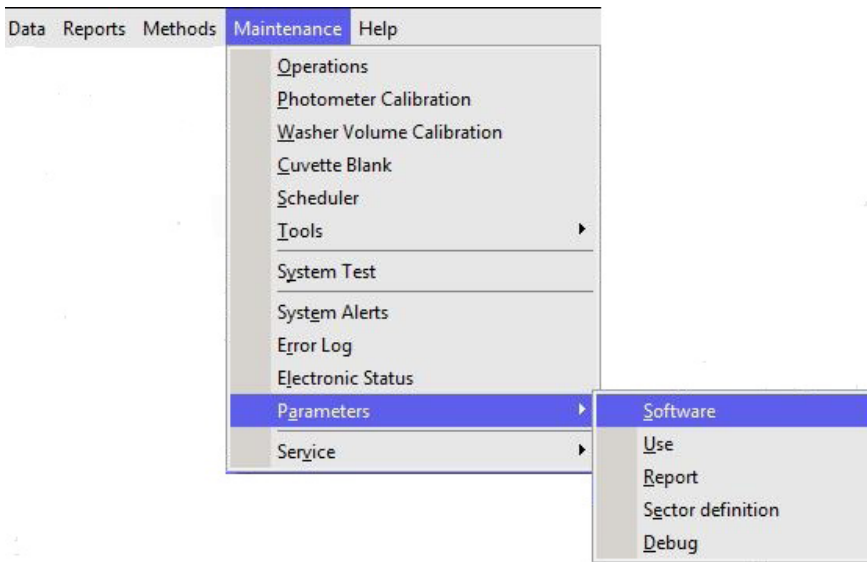 Data Reports Methods Maintenance Help
Operations
Photometer Calibration
Washer Volume Calibration
Cuvette Blank
Scheduler
Tools
System Test
System Alerts
Error Log
Electronic Status
Parameters
Service
Software
Use
Report
Sector definition
Debug